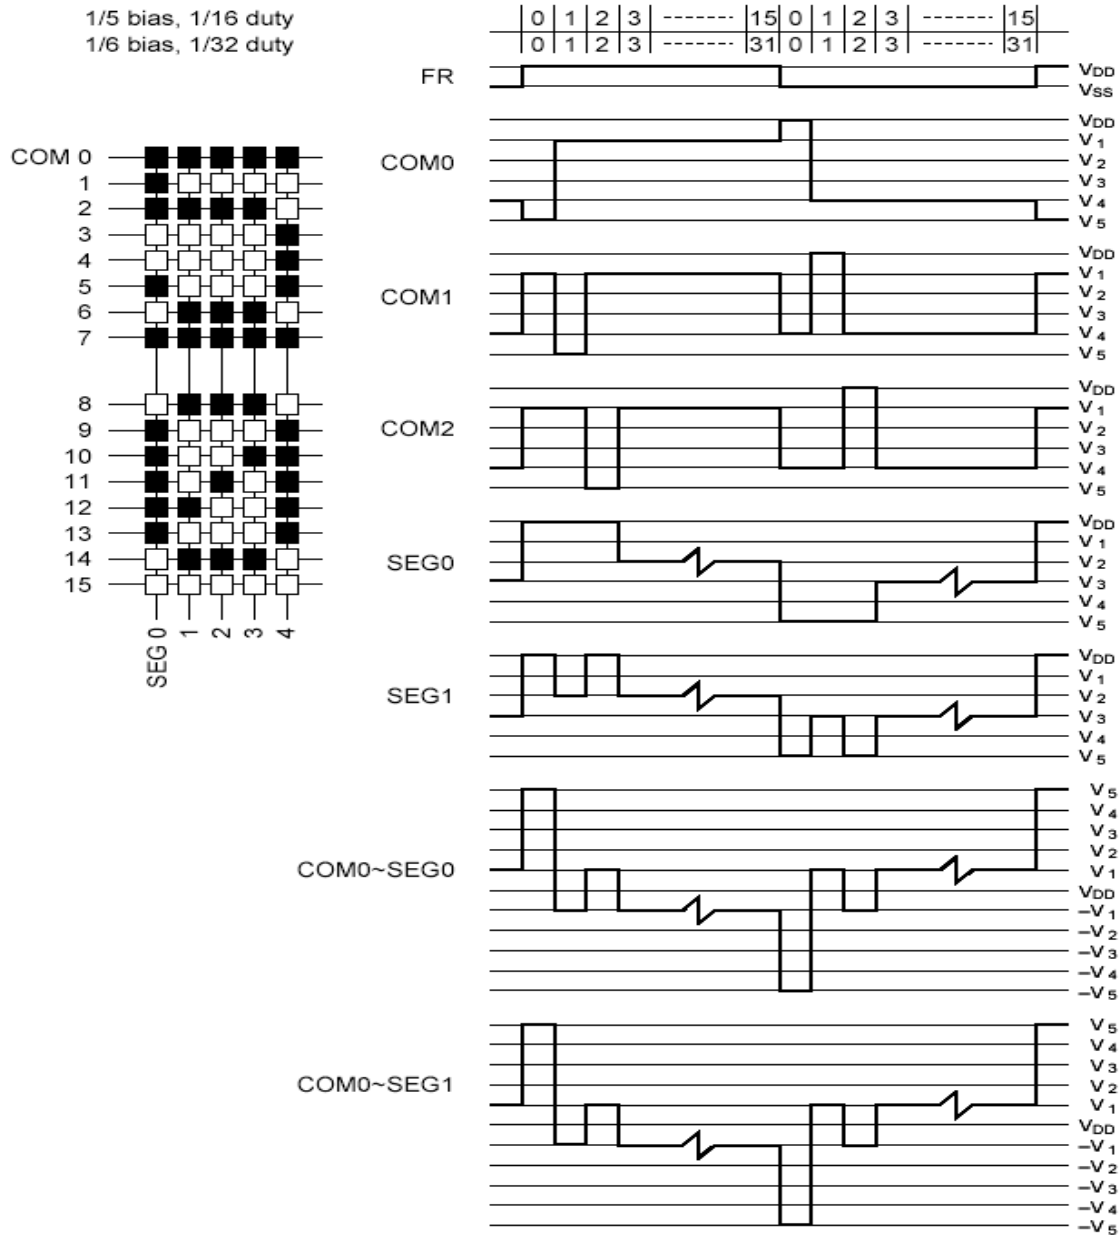 1/5 bias, 1/16 duty
0 1 2 3 -------- 15 0 1 2 3 -------- 15
1/6 bias, 1/32 duty
0 1 2 3 -------- 31 0 1 2 3 -------- 31
FR
VDD
VSS
COM 0
1
2
3
4
5
6
7
8
9
10
11
12
13
14
15
SEG 0
1
2
3
4
COM0
VDD
V1
V2
V3
V4
V5
COM1
VDD
V1
V2
V3
V4
V5
COM2
VDD
V1
V2
V3
V4
V5
SEG0
VDD
V1
V2
V3
V4
V5
SEG1
VDD
V1
V2
V3
V4
V5
COM0~SEG0
V5
V4
V3
V2
V1
VDD
–V1
–V2
–V3
–V4
–V5
COM0~SEG1
V5
V4
V3
V2
V1
VDD
–V1
–V2
–V3
–V4
–V5